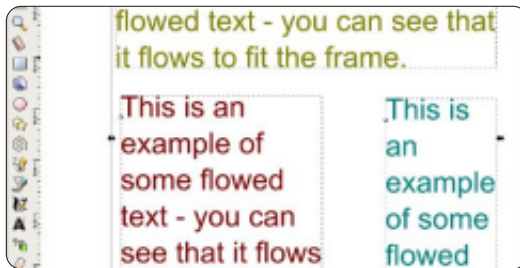 flowed text - you can see that
it flows to fit the frame.
This is an
example of
some flowed
text - you can
see that it flows
This is
an
example
of some
flowed